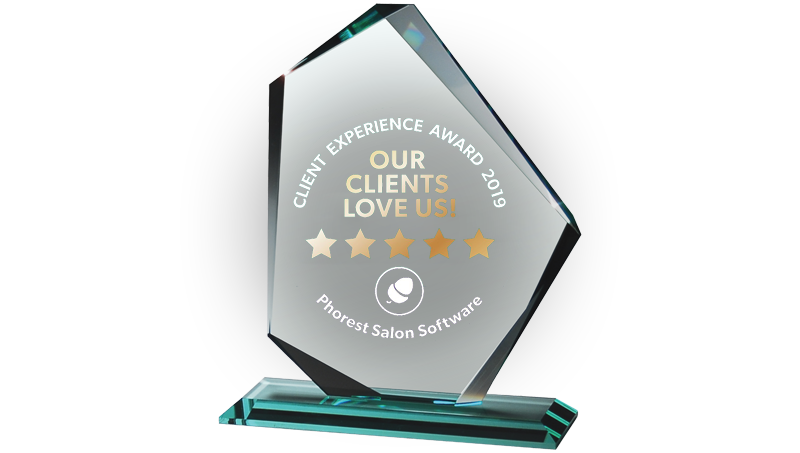 CLIENT EXPERIENCE AWARD 2019
OUR
CLIENTS
LOVE US!
Phorest Salon Software